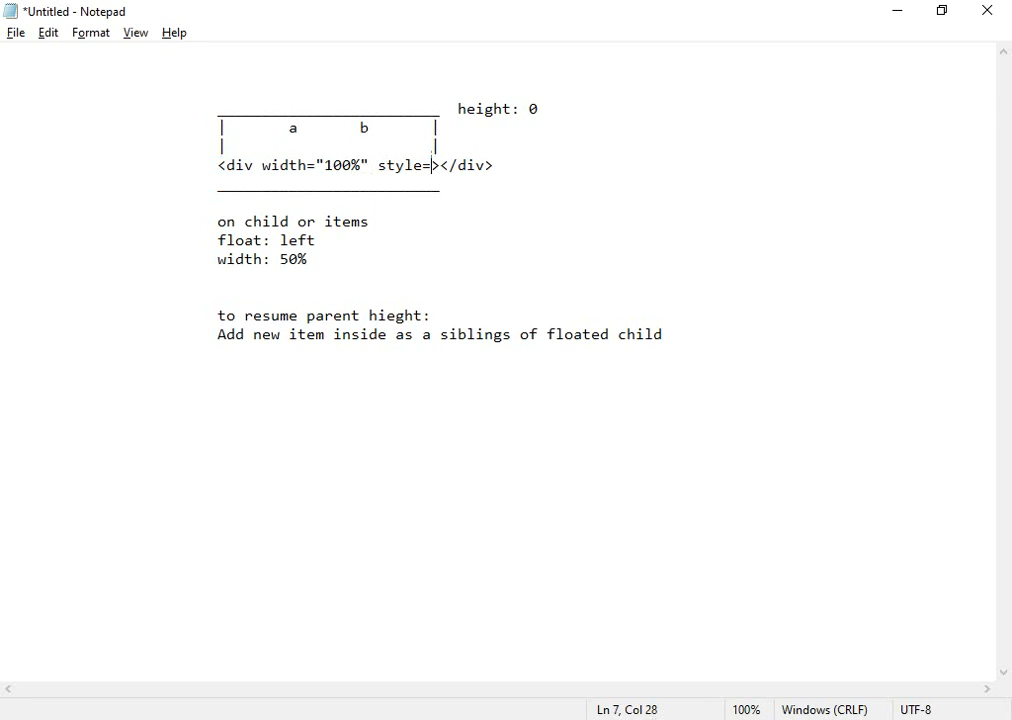 *Untitled - Notepad
File Edit Format View Help
height: 0
| a b |
| |
<div width="100%" style=></div>
on child or items
float: left
width: 50%
to resume parent hieght:
Add new item inside as a siblings of floated child
Ln 7, Col 28 100% Windows (CRLF) UTF-8